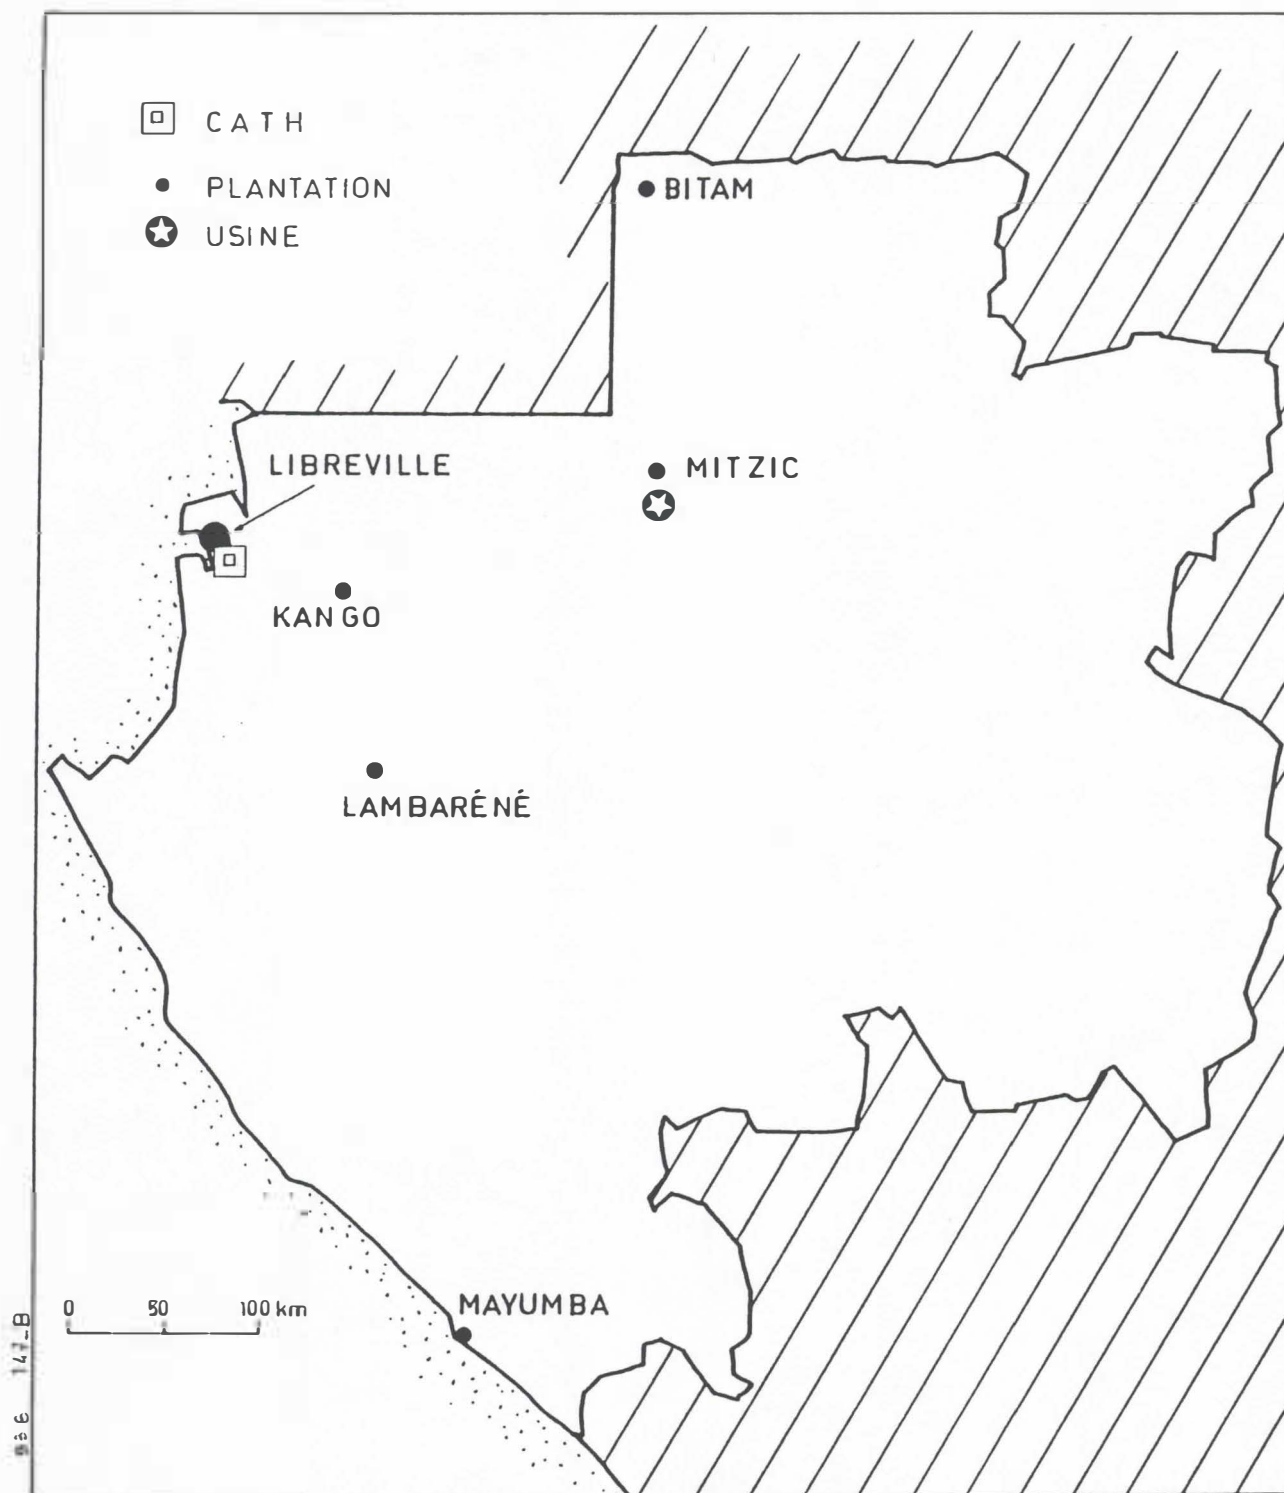 CATH
PLANTATION
USINE
BITAM
LIBREVILLE
MITZIC
KANGO
LAMBARÉNÉ
MAYUMBA
0 50 100 km